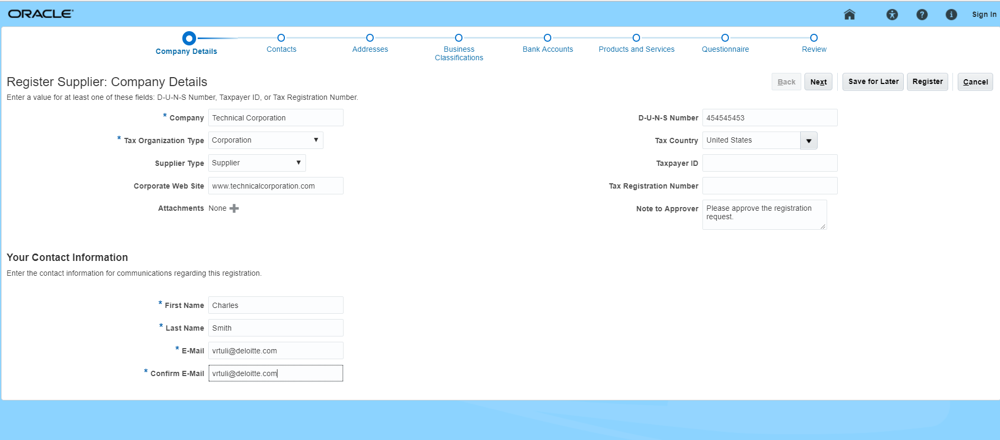 ORACLE
Sign In
Company Details
Contacts
Addresses
Business
Classifications
Bank Accounts
Products and Services
Questionnaire
Review
Register Supplier: Company Details
Back
Next
Save for Later
Register
Cancel
Enter a value for at least one of these fields: D-U-N-S Number, Taxpayer ID, or Tax Registration Number.
* Company Technical Corporation
* Tax Organization Type Corporation
Supplier Type Supplier
Corporate Web Site www.technicalcorporation.com
Attachments None
D-U-N-S Number 454545453
Tax Country United States
Taxpayer ID
Tax Registration Number
Note to Approver Please approve the registration
request.
Your Contact Information
Enter the contact information for communications regarding this registration.
* First Name Charles
* Last Name Smith
* E-Mail vrtuli@deloitte.com
* Confirm E-Mail vrtuli@deloitte.com